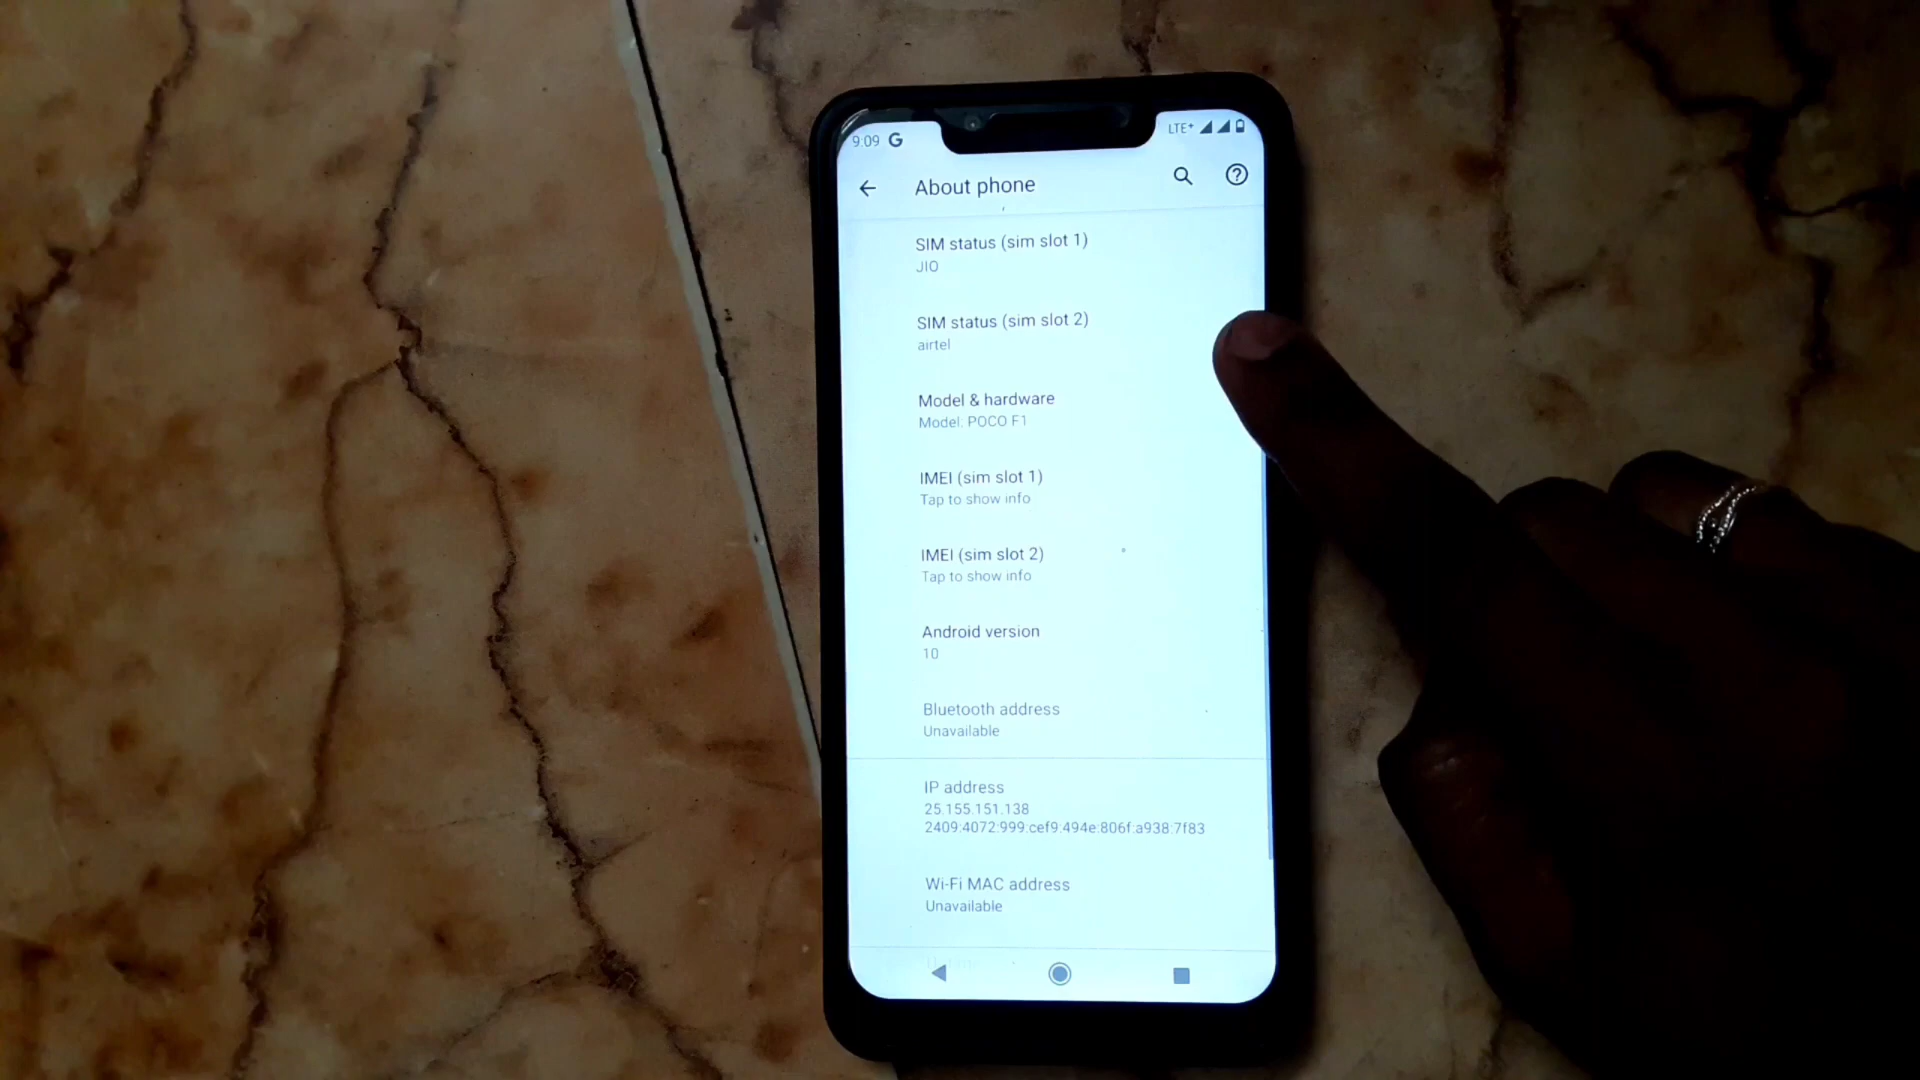 9:09 G LTE+
About phone
SIM status (sim slot 1)
JIO
SIM status (sim slot 2)
airtel
Model & hardware
Model: POCO F1
IMEI (sim slot 1)
Tap to show info
IMEI (sim slot 2)
Tap to show info
Android version
10
Bluetooth address
Unavailable
IP address
25.155.151.138
2409:4072:999:cef9:494e:806f:a938:7f83
Wi-Fi MAC address
Unavailable